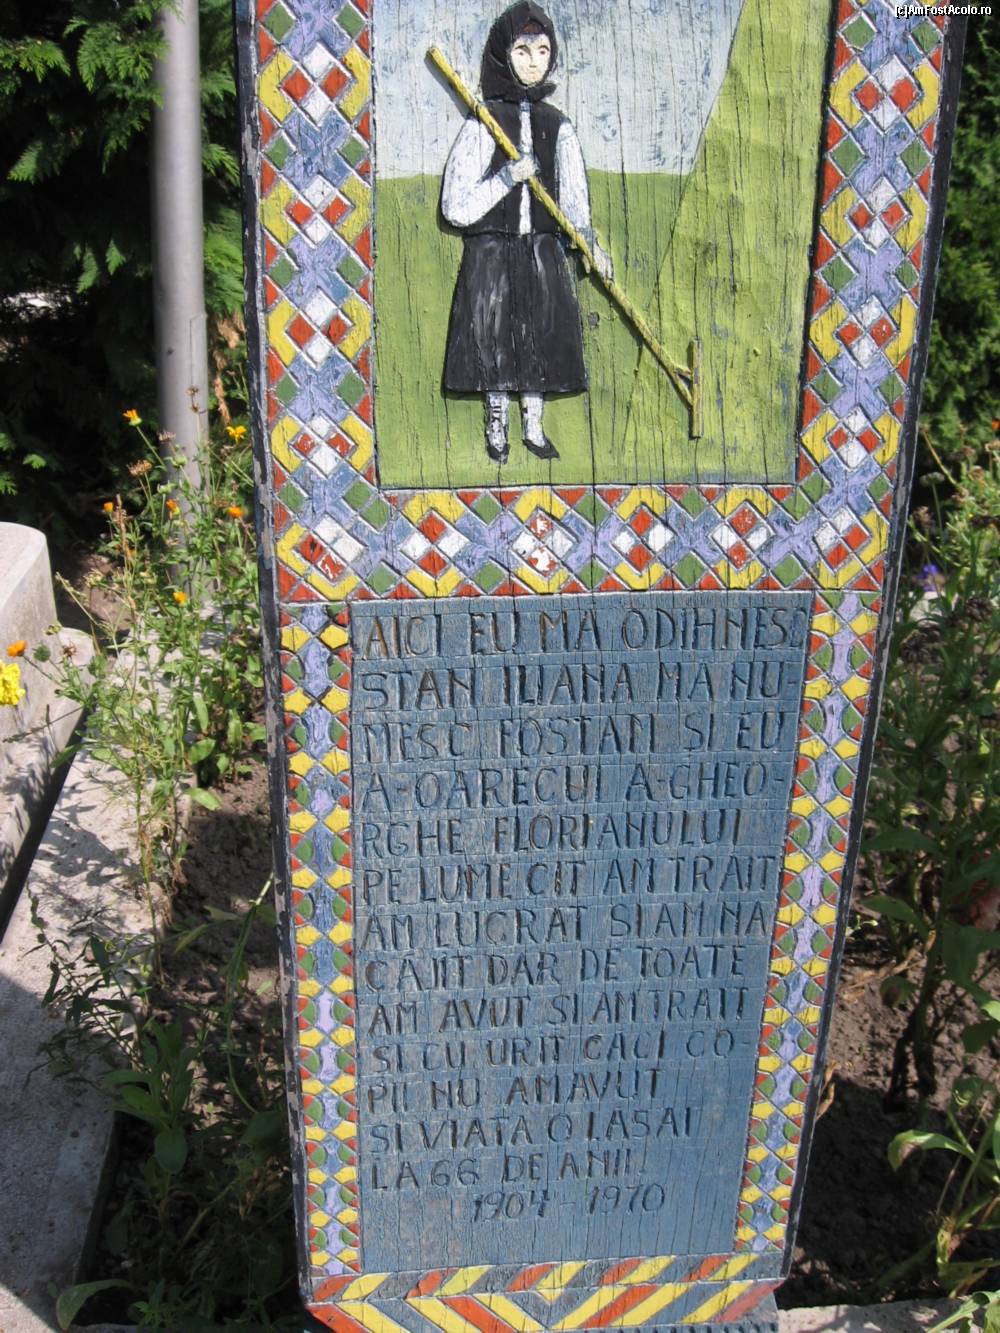 (c)AmFostAcolo.ro
AICI EU MĂ ODIHNES
STAN ILIANA MA NU-
MESC FOSTAM SI EU
A-OARECUI A-GHEO-
RGHE FLORIANULUI
PE LUME CIT AM TRAIT
AM LUCRAT SI AM NA
CAJIT DAR DE TOATE
AM AVUT SI AM TRAIT
SI CU URIT CACI CO-
PII NU AM AVUT
SI VIATA O LASAI
LA 66 DE ANII.
1904 - 1970